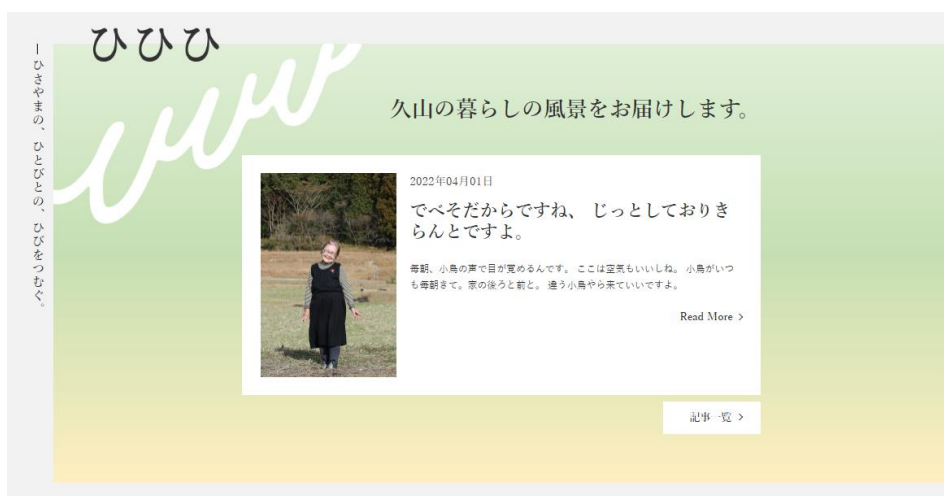 ひひひ
ーひさやまの、ひとびとの、ひびをつむぐ。
久山の暮らしの風景をお届けします。
2022年04月01日
でべそだからですね、 じっとしておりき
らんとですよ。
毎朝、小鳥の声で目が覚めるんです。 ここは空気もいいしね。 小鳥がいつ
も毎朝きて。家の後ろと前と。 違う小鳥やら来ていいですよ。
Read More >
記事一覧 >